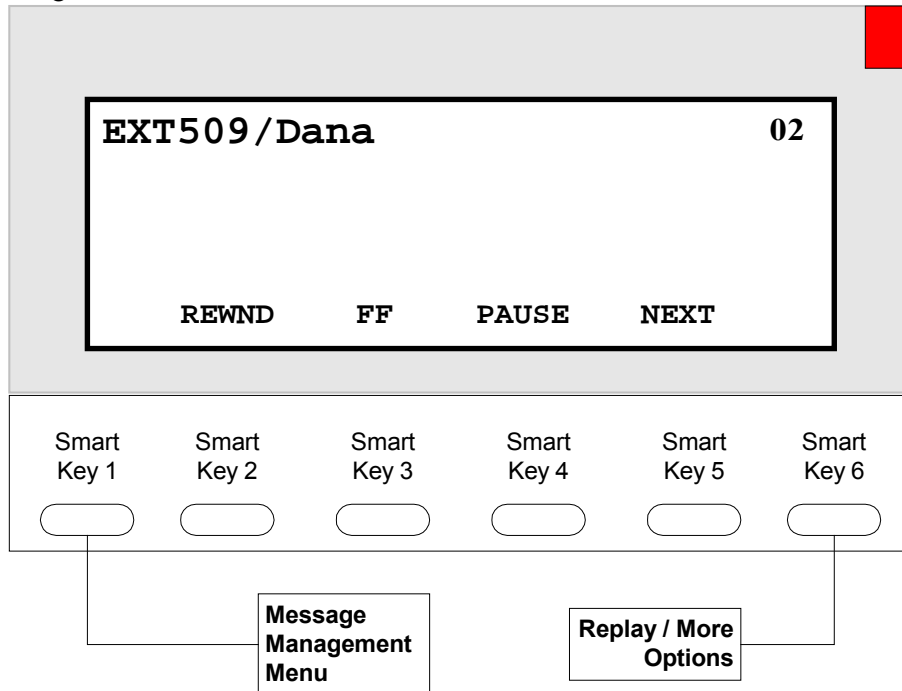 EXT509/Dana 02
REWND FF PAUSE NEXT
Smart Key 1
Smart Key 2
Smart Key 3
Smart Key 4
Smart Key 5
Smart Key 6
Message
Management
Menu
Replay / More
Options